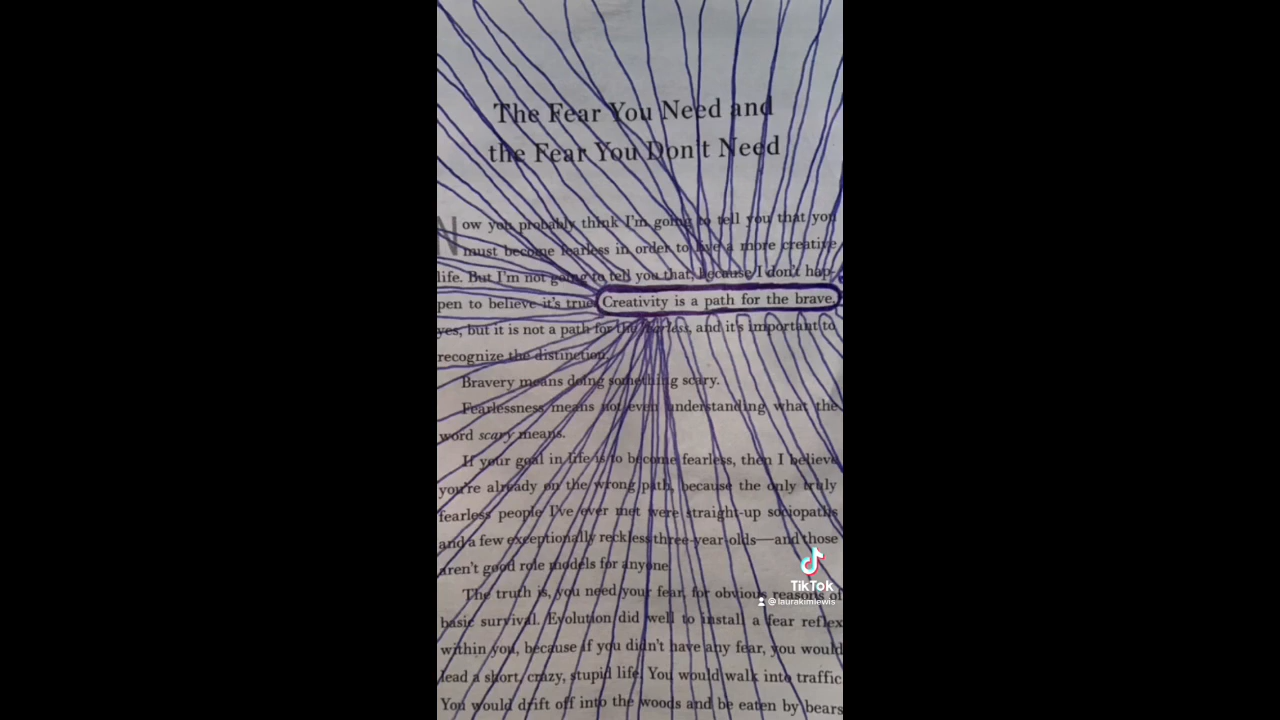 The Fear You Need and
the Fear You Don't Need
Now you probably think I'm going to tell you that you
must become fearless in order to live a more creative
life. But I'm not going to tell you that, because I don't hap-
pen to believe it's true. Creativity is a path for the brave,
yes, but it is not a path for the fearless, and it's important to
recognize the distinction.
Bravery means doing something scary.
Fearlessness means not even understanding what the
word scary means.
If your goal in life is to become fearless, then I believe
you're already on the wrong path, because the only truly
fearless people I've ever met were straight-up sociopaths
and a few exceptionally reckless three-year-olds—and those
aren't good role models for anyone.
The truth is, you need your fear, for obvious reasons of
basic survival. Evolution did well to install a fear reflex
within you, because if you didn't have any fear, you would
lead a short, crazy, stupid life. You would walk into traffic.
You would drift off into the woods and be eaten by bears
TikTok
@laurakimlewis